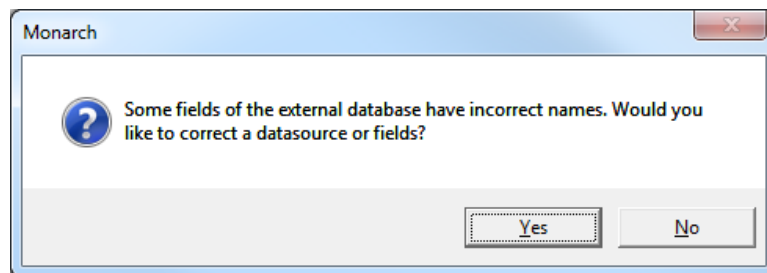 Monarch
Some fields of the external database have incorrect names. Would you
like to correct a datasource or fields?
Yes
No